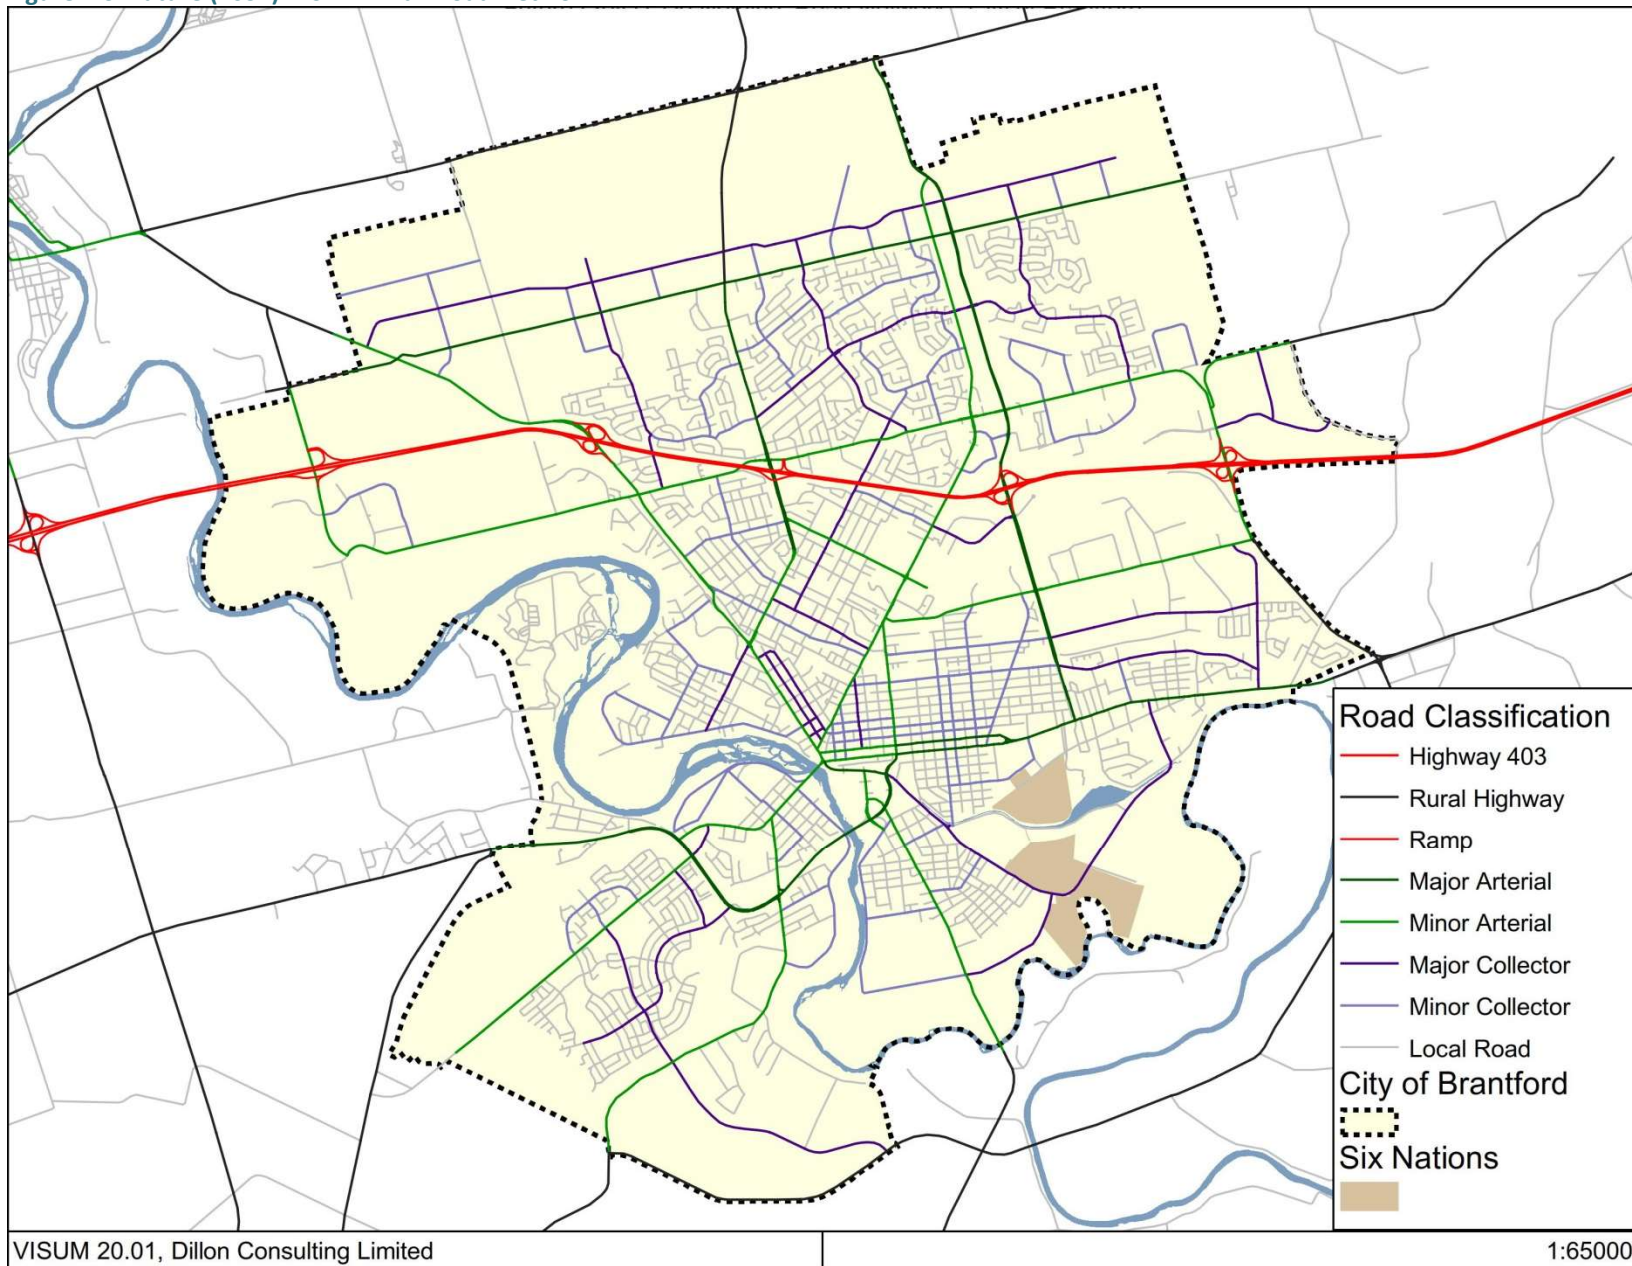 Road Classification
Highway 403
Rural Highway
Ramp
Major Arterial
Minor Arterial
Major Collector
Minor Collector
Local Road
City of Brantford
Six Nations
VISUM 20.01, Dillon Consulting Limited
1:65000